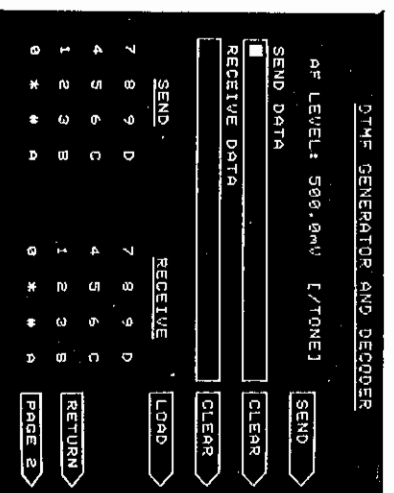 DTMF GENERATOR AND DECODER
AF LEVEL: 500.0mV [/TONE]
SEND
SEND DATA
CLEAR
RECEIVE DATA
CLEAR
SEND RECEIVE LOAD
7 8 9 D 7 8 9 D
4 5 6 C 4 5 6 C
1 2 3 B 1 2 3 B
RETURN
0 * # A 0 * # A
PAGE 2